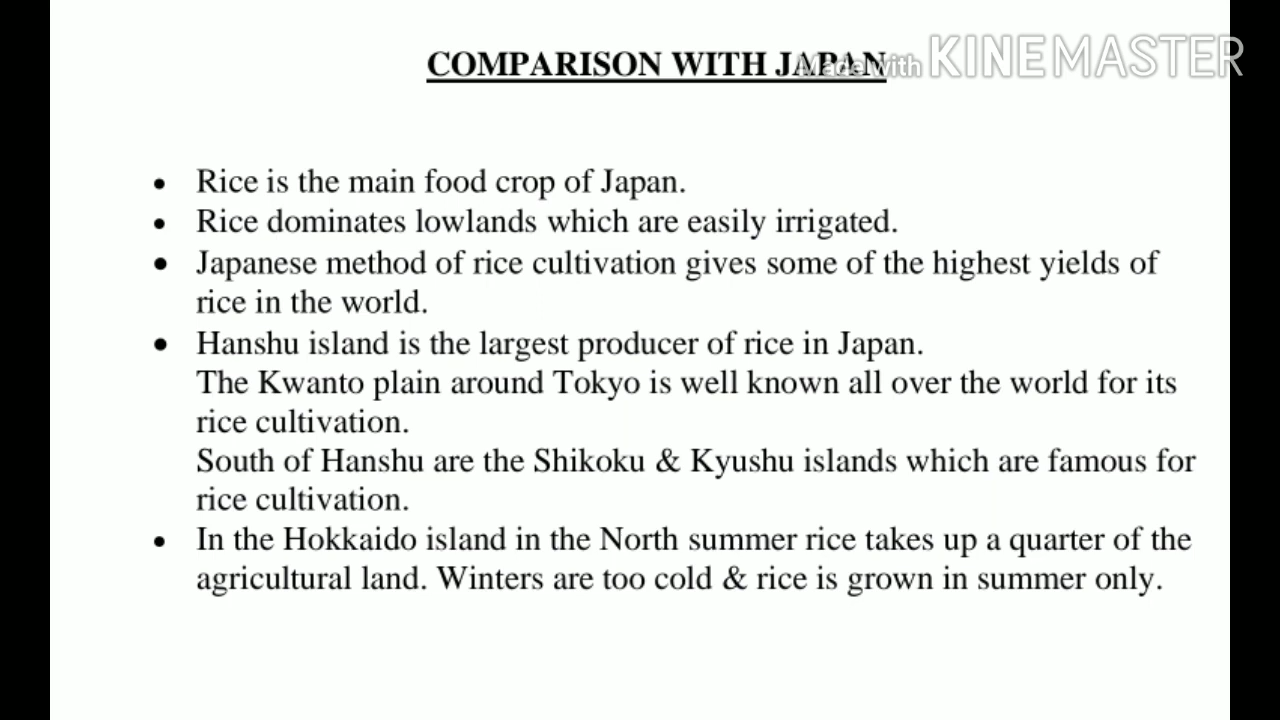 COMPARISON WITH JAPAN
Made with KINEMASTER
• Rice is the main food crop of Japan.
• Rice dominates lowlands which are easily irrigated.
• Japanese method of rice cultivation gives some of the highest yields of
rice in the world.
• Hanshu island is the largest producer of rice in Japan.
The Kwanto plain around Tokyo is well known all over the world for its
rice cultivation.
South of Hanshu are the Shikoku & Kyushu islands which are famous for
rice cultivation.
• In the Hokkaido island in the North summer rice takes up a quarter of the
agricultural land. Winters are too cold & rice is grown in summer only.